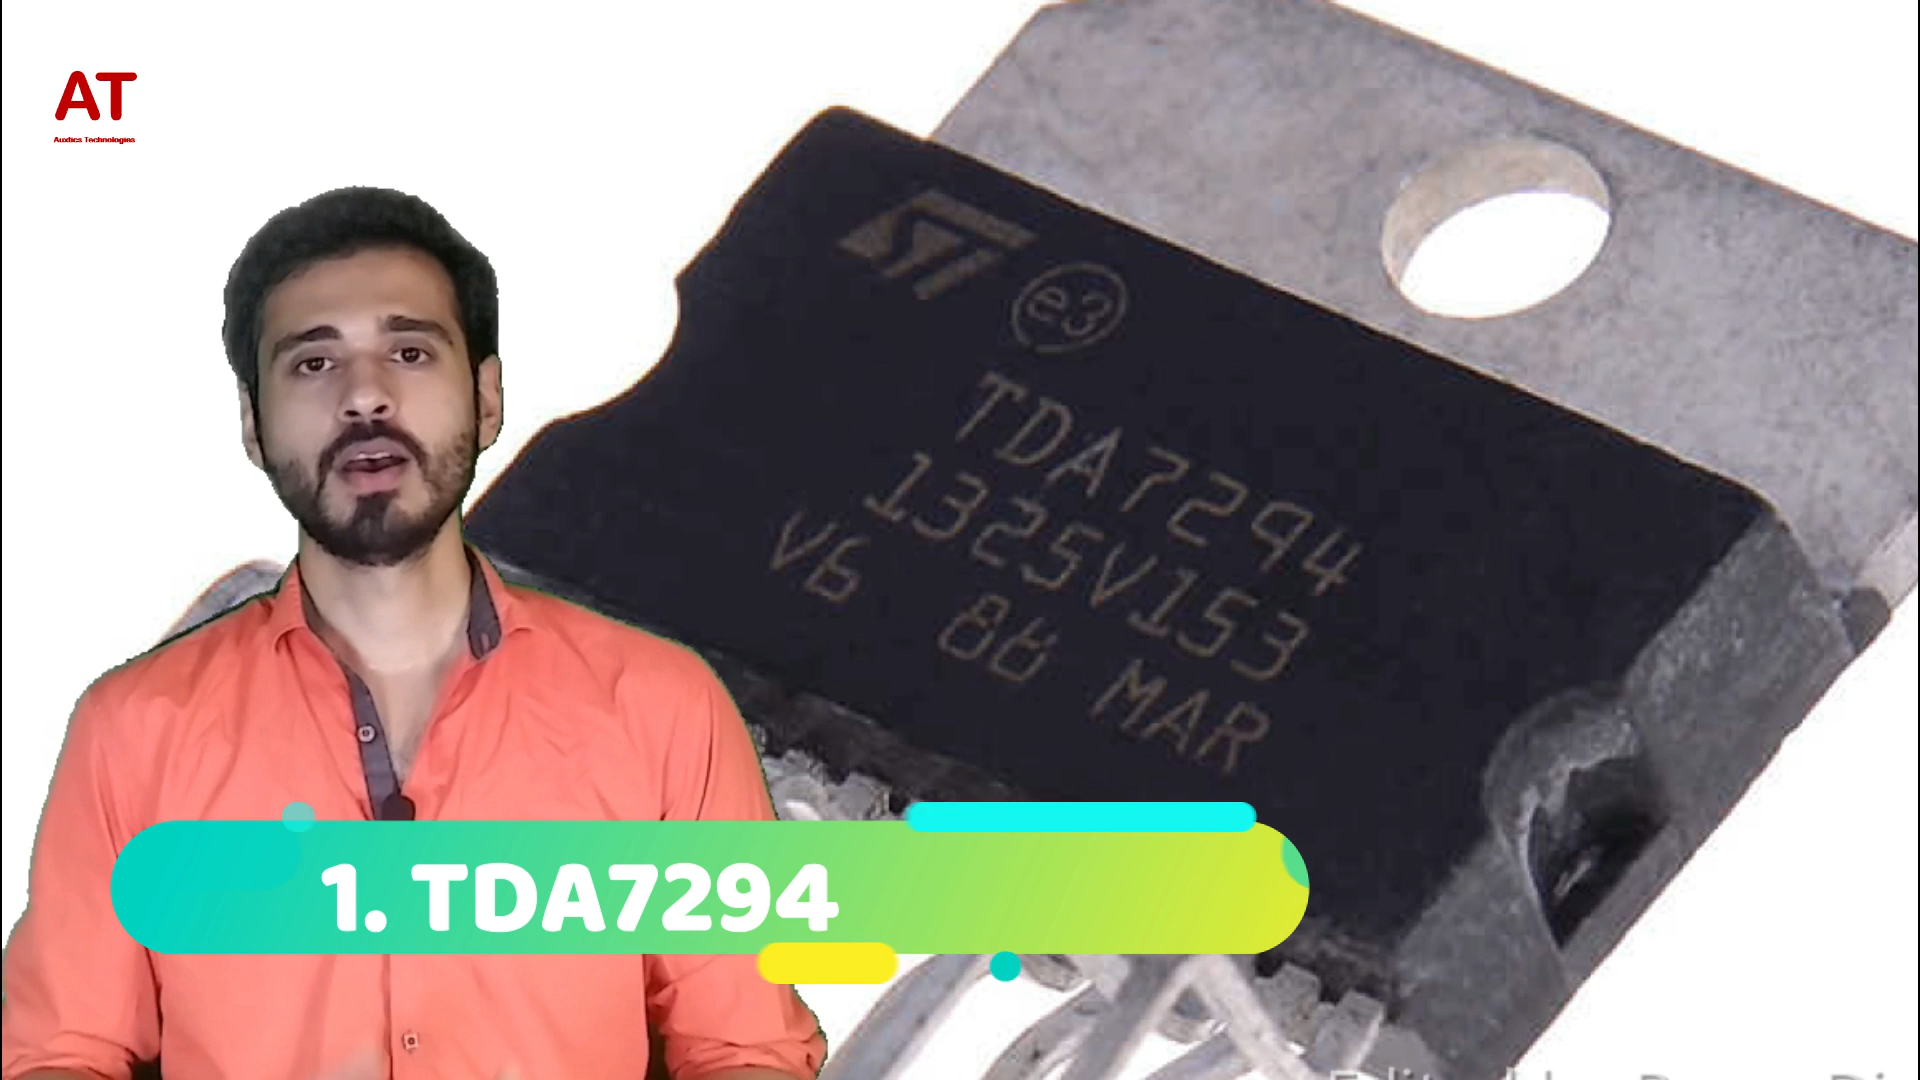 AT
Auxtics Technologies
ST
e3
TDA7294
1325V153
V6 88 MAR
1. TDA7294